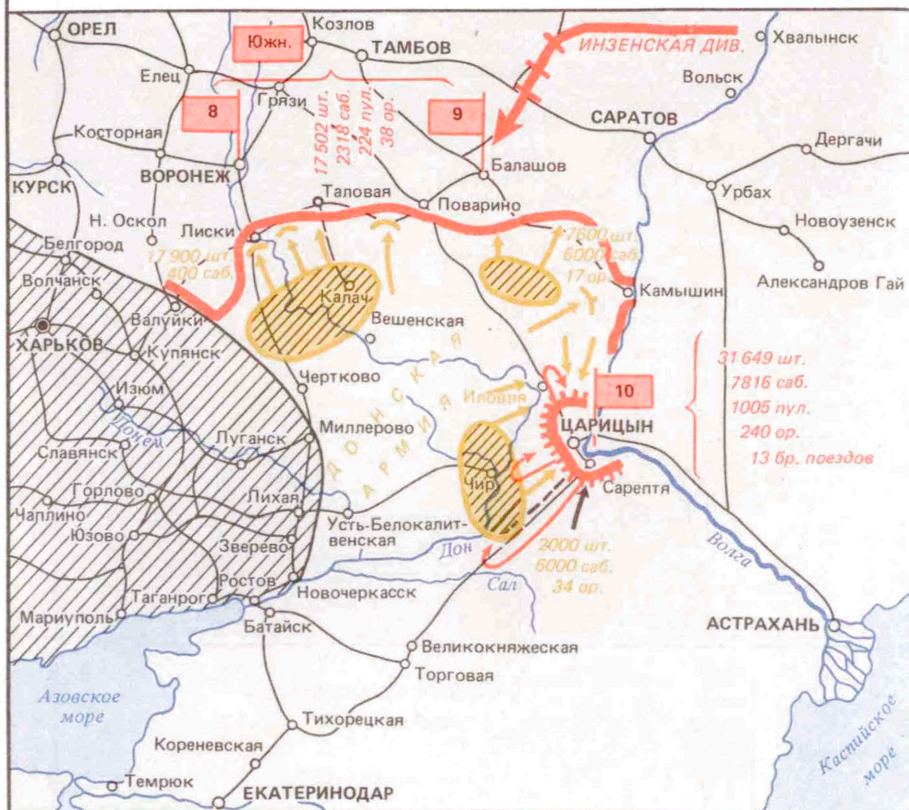 ОРЕЛ
КОЗЛОВ
Южн.
ТАМБОВ
ИНЗЕНСКАЯ ДИВ.
Хвалынск
Елец
Грязи
Вольск
8
17 502 шт.
2318 саб.
224 пул.
38 ор.
9
САРАТОВ
Косторная
Дергачи
ВОРОНЕЖ
Балашов
КУРСК
Таловая
Поварино
Урбах
Н. Оскол
Лиски
Новоузенск
Белгород
17 900 шт.
400 саб.
7600 шт.
6000 саб.
17 ор.
Александров Гай
Волчанск
Калач
Камышин
Валуйки
Вешенская
ХАРЬКОВ
Купянск
31 649 шт.
7816 саб.
1005 пул.
240 ор.
13 бр. поездов
Изюм
Чертково
Иловля
10
ДОНСКАЯ
АРМИЯ
Донец
Луганск
Миллерово
ЦАРИЦЫН
Славянск
Чир
Сарептя
Горлово
Лихая
Чаплино
Юзово
Усть-Белокалит-
венская
Зверево
Дон
2000 шт.
6000 саб.
34 ор.
Волга
Ростов
Новочеркасск
Сал
Таганрог
Мариуполь
Батайск
АСТРАХАНЬ
Великокняжеская
Торговая
Азовское
море
Тихорецкая
Кореневская
Каспийское
море
Темрюк
ЕКАТЕРИНОДАР